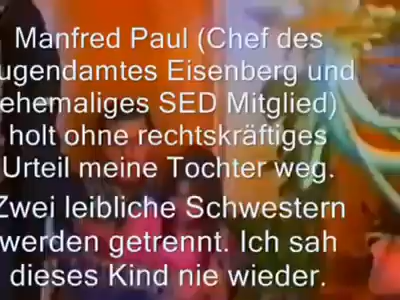 Manfred Paul (Chef des
ugendamtes Eisenberg und
ehemaliges SED Mitglied)
holt ohne rechtskräftiges
Urteil meine Tochter weg.
Zwei leibliche Schwestern
werden getrennt. Ich sah
dieses Kind nie wieder.